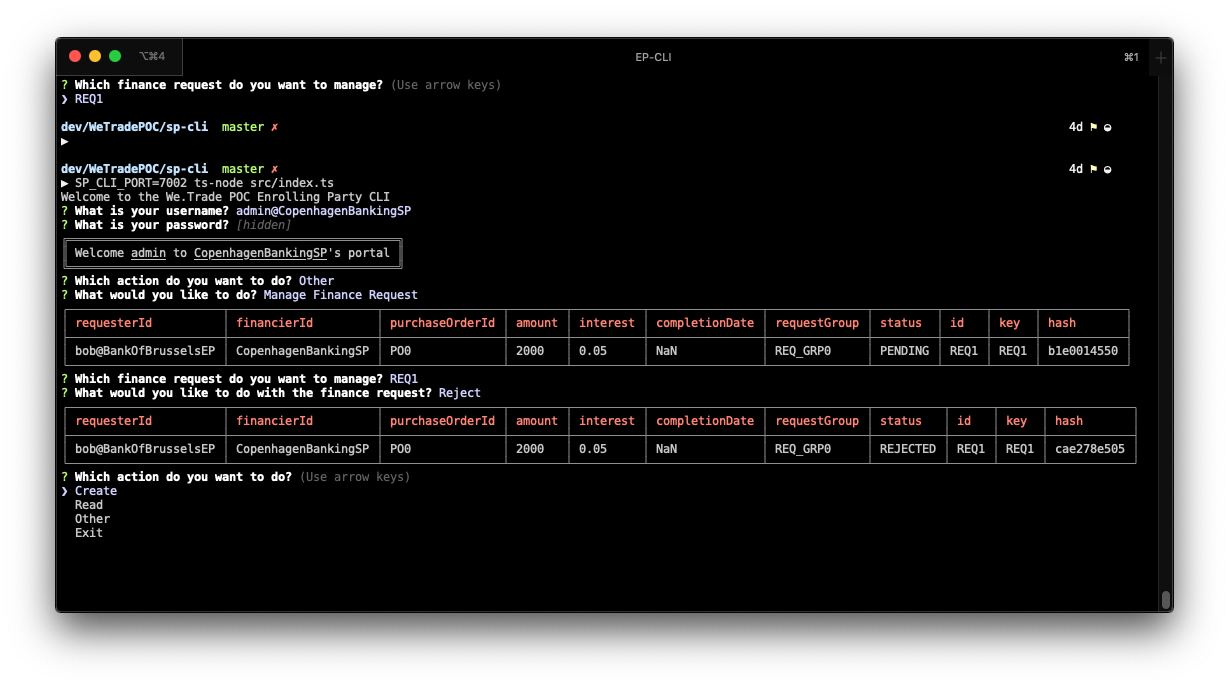 ⌥⌘4 EP-CLI ⌘1 +
? Which finance request do you want to manage? (Use arrow keys)
❯ REQ1
dev/WeTradePOC/sp-cli master ✗ 4d ⚑ ◒
▶
dev/WeTradePOC/sp-cli master ✗ 4d ⚑ ◒
▶ SP_CLI_PORT=7002 ts-node src/index.ts
Welcome to the We.Trade POC Enrolling Party CLI
? What is your username? admin@CopenhagenBankingSP
? What is your password? [hidden]
Welcome admin to CopenhagenBankingSP's portal
? Which action do you want to do? Other
? What would you like to do? Manage Finance Request
requesterId financierId purchaseOrderId amount interest completionDate requestGroup status id key hash
bob@BankOfBrusselsEP CopenhagenBankingSP PO0 2000 0.05 NaN REQ_GRP0 PENDING REQ1 REQ1 b1e0014550
? Which finance request do you want to manage? REQ1
? What would you like to do with the finance request? Reject
requesterId financierId purchaseOrderId amount interest completionDate requestGroup status id key hash
bob@BankOfBrusselsEP CopenhagenBankingSP PO0 2000 0.05 NaN REQ_GRP0 REJECTED REQ1 REQ1 cae278e505
? Which action do you want to do? (Use arrow keys)
❯ Create
Read
Other
Exit